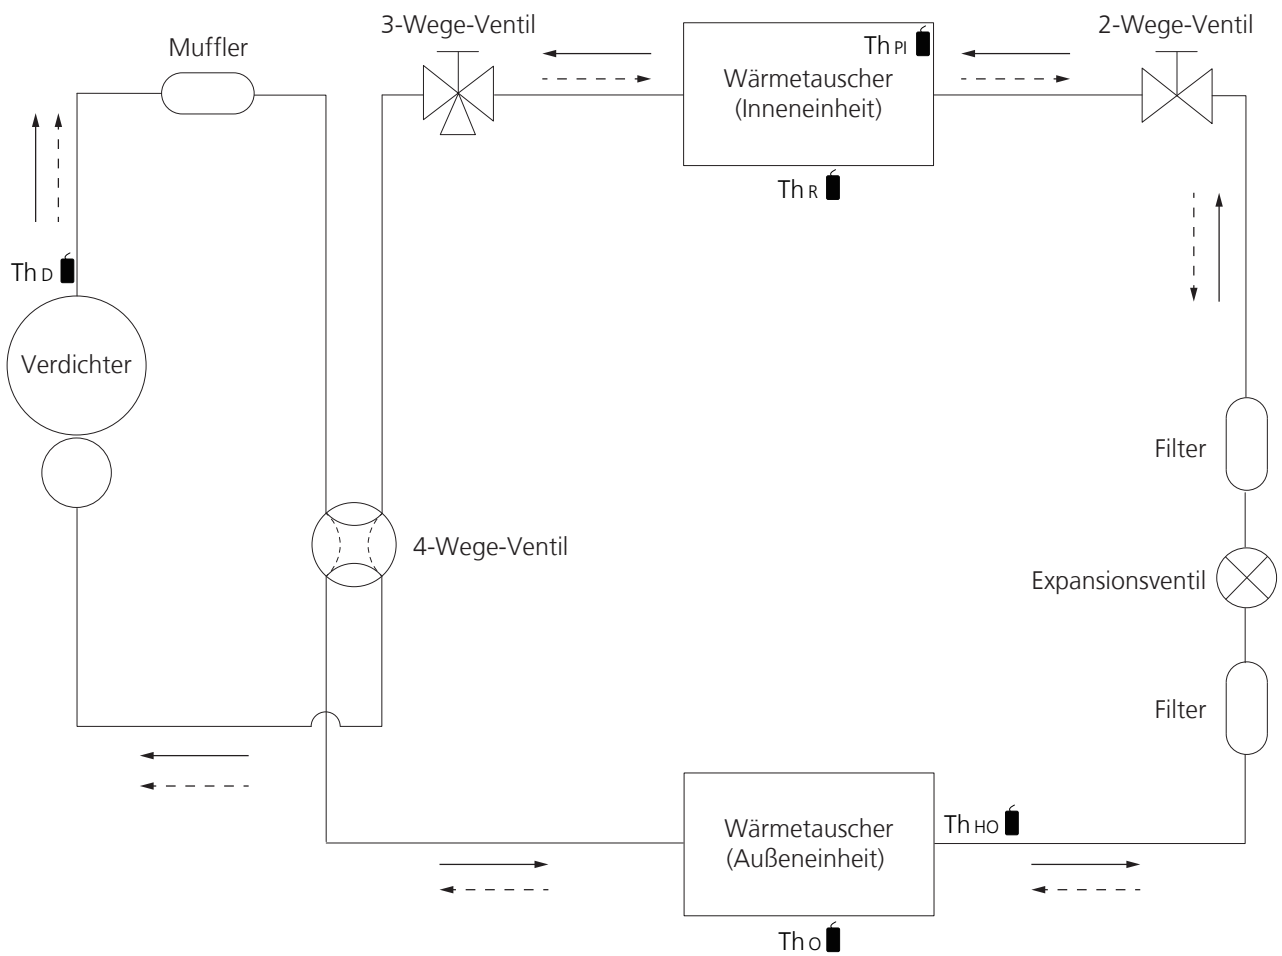 3-Wege-Ventil
2-Wege-Ventil
Muffler
Th PI
Wärmetauscher
(Inneneinheit)
Th R
Th D
Verdichter
Filter
4-Wege-Ventil
Expansionsventil
Filter
Wärmetauscher
(Außeneinheit)
Th HO
Th O